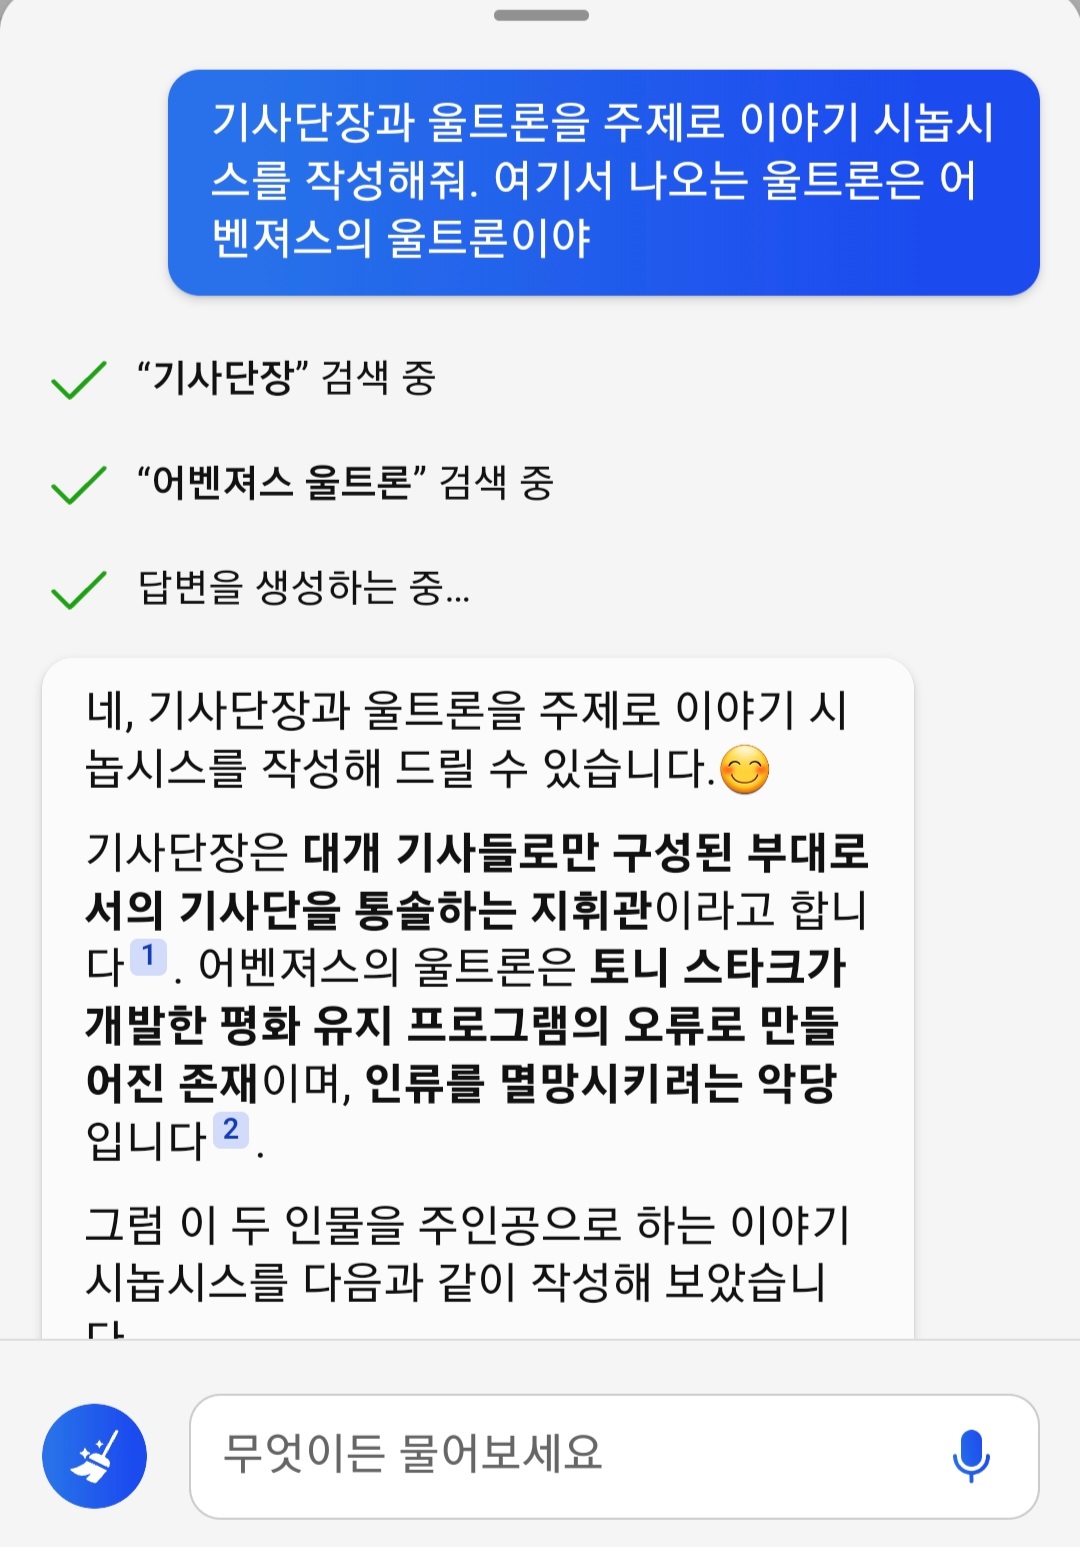 기사단장과 울트론을 주제로 이야기 시놉시
스를 작성해줘. 여기서 나오는 울트론은 어
벤져스의 울트론이야
“기사단장” 검색 중
“어벤져스 울트론” 검색 중
답변을 생성하는 중...
네, 기사단장과 울트론을 주제로 이야기 시
놉시스를 작성해 드릴 수 있습니다.😊
기사단장은 대개 기사들로만 구성된 부대로
서의 기사단을 통솔하는 지휘관이라고 합니
다1. 어벤져스의 울트론은 토니 스타크가
개발한 평화 유지 프로그램의 오류로 만들
어진 존재이며, 인류를 멸망시키려는 악당
입니다2.
그럼 이 두 인물을 주인공으로 하는 이야기
시놉시스를 다음과 같이 작성해 보았습니
무엇이든 물어보세요